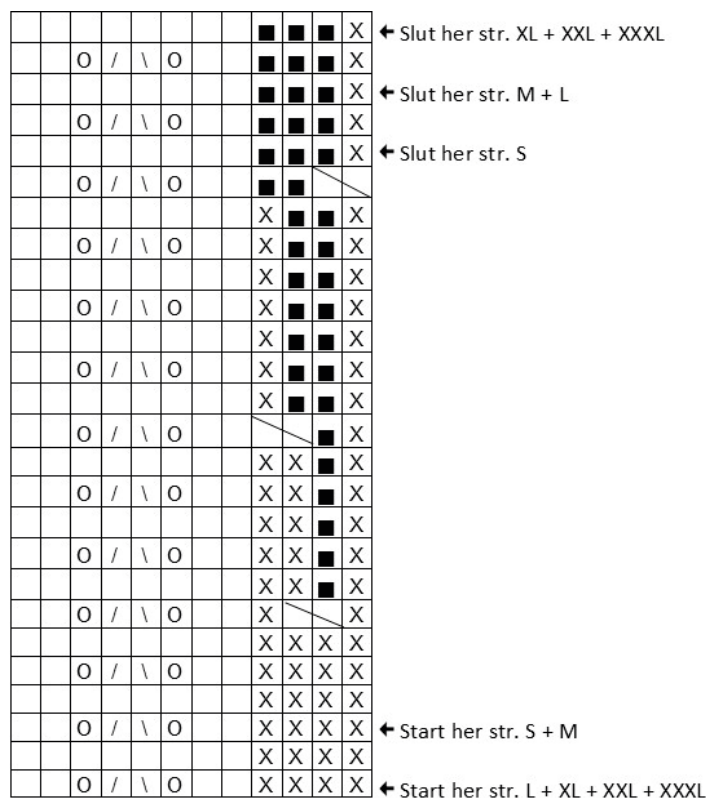 ■ ■ ■ X ← Slut her str. XL + XXL + XXXL
O / \ O ■ ■ ■ X
■ ■ ■ X ← Slut her str. M + L
O / \ O ■ ■ ■ X
■ ■ ■ X ← Slut her str. S
O / \ O ■ ■
X ■ ■ X
O / \ O X ■ ■ X
X ■ ■ X
O / \ O X ■ ■ X
X ■ ■ X
O / \ O X ■ ■ X
X ■ ■ X
O / \ O ■ X
X X ■ X
O / \ O X X ■ X
X X ■ X
O / \ O X X ■ X
X X ■ X
O / \ O X X
X X X X
O / \ O X X X X
X X X X
O / \ O X X X X ← Start her str. S + M
X X X X
O / \ O X X X X ← Start her str. L + XL + XXL + XXXL